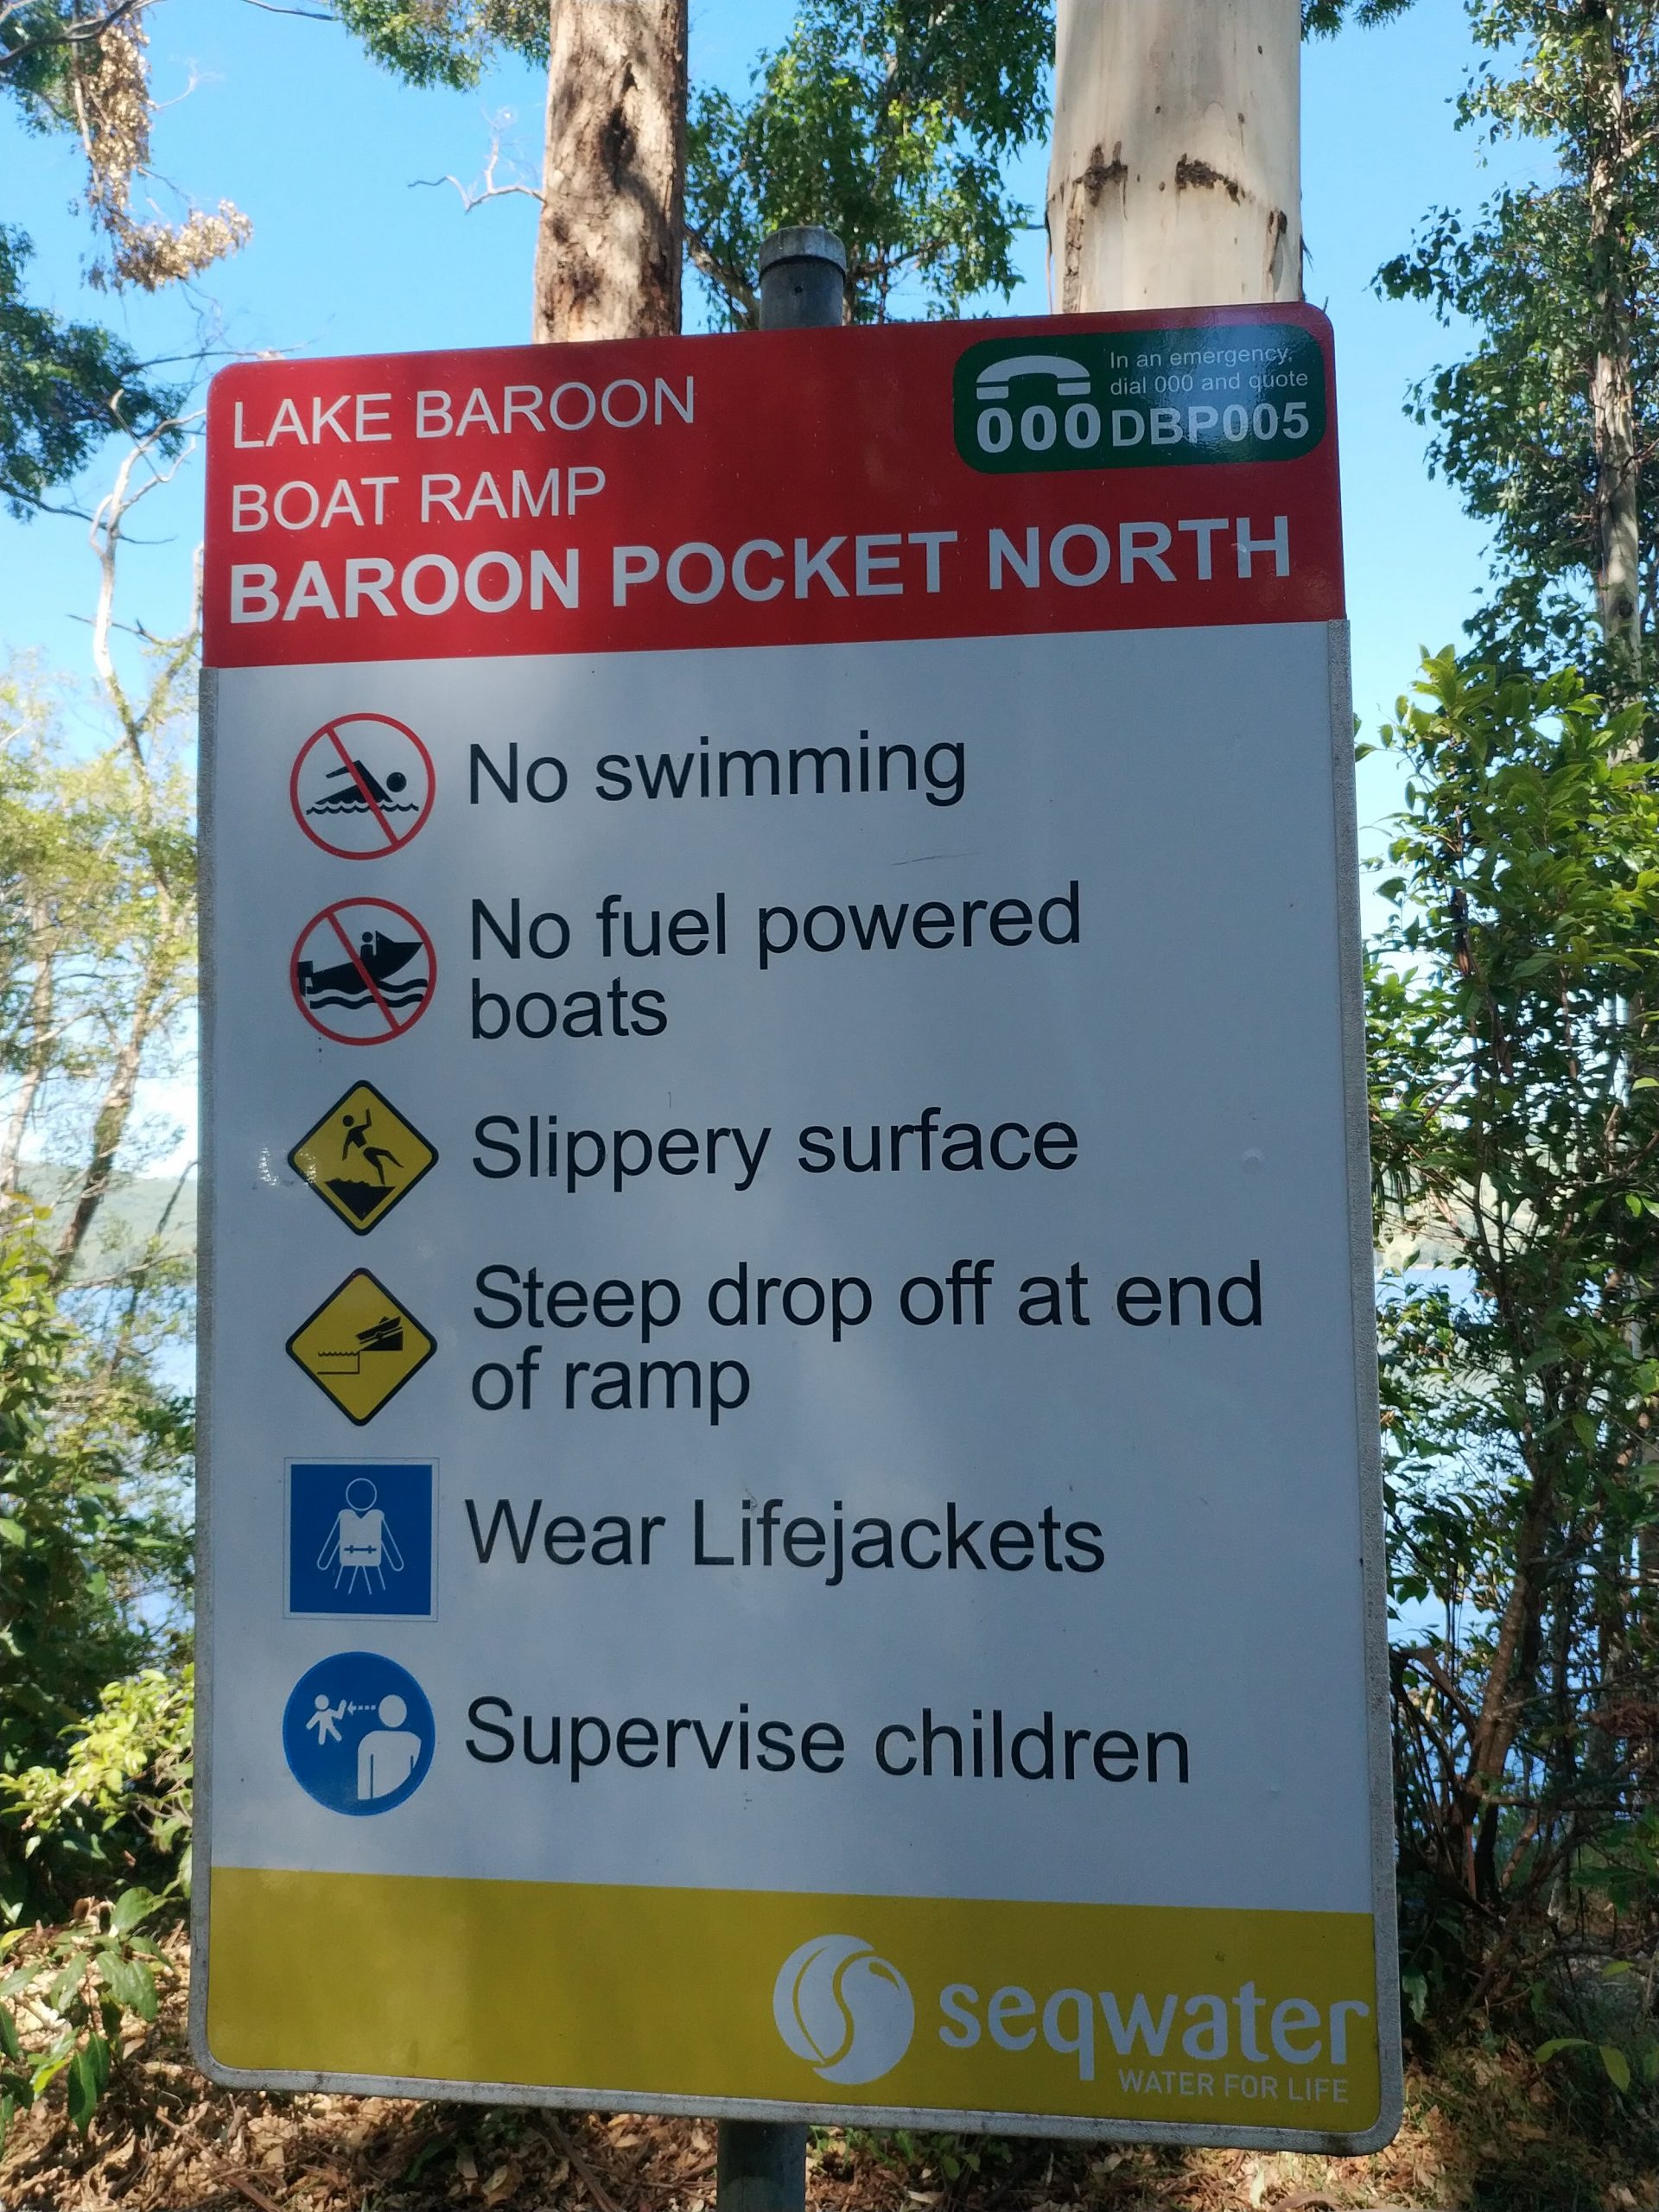 LAKE BAROON
BOAT RAMP
BAROON POCKET NORTH
In an emergency,
dial 000 and quote
000 DBP005
No swimming
No fuel powered
boats
Slippery surface
Steep drop off at end
of ramp
Wear Lifejackets
Supervise children
seqwater
WATER FOR LIFE